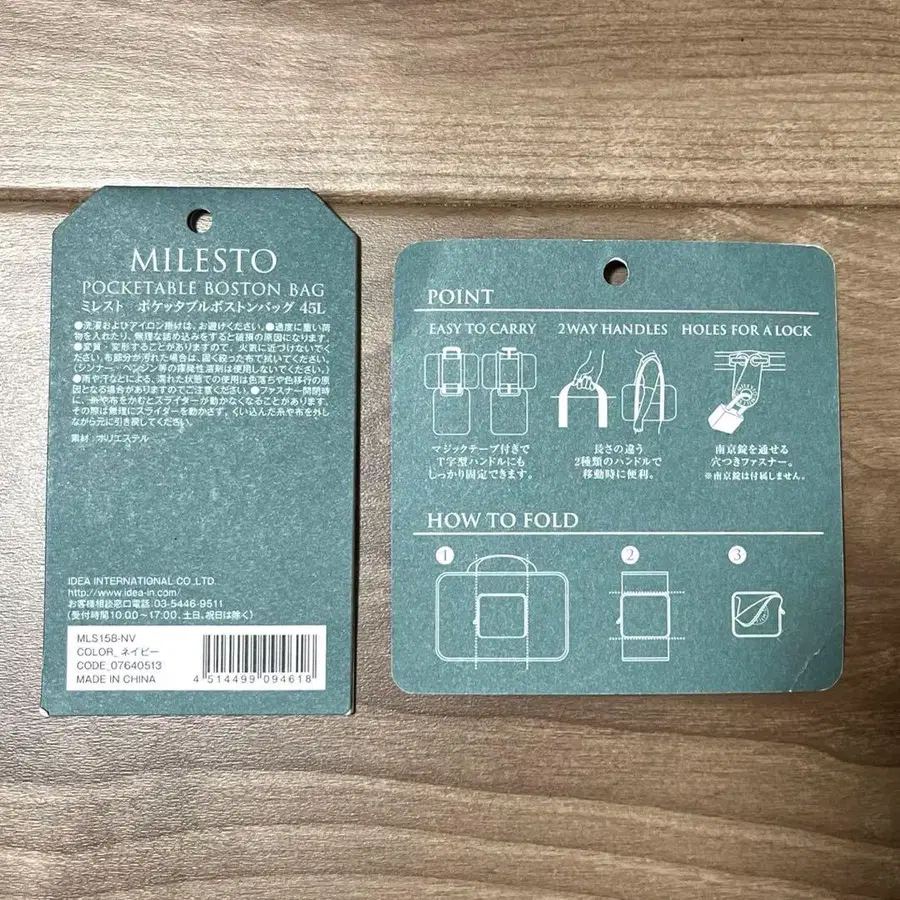 MILESTO
POCKETABLE BOSTON BAG
ミレスト ポケッタブルボストンバッグ 45L
●洗濯およびアイロン掛けは、お避けください。●過度に重い荷
物を入れたり、無理な詰め込みをすると破損の原因になります。
●変質・変形することがありますので、火気に近づけないでく
ださい。布部分が汚れた場合は、固く絞った布で拭いてください。
(シンナー、ベンジン等の揮発性溶剤は使用しないでください。)
●雨や汗などによる、濡れた状態での使用は色落ちや色移行の原
因となる場合がありますのでご注意ください。●ファスナー開閉時
に、糸や布をかむとスライダーが動かなくなることがあります。
その際は無理にスライダーを動かさず、くい込んだ糸や布を外し
ながら元に引き戻してください。
素材:ポリエステル
IDEA INTERNATIONAL CO.,LTD.
http://www.idea-in.com/
お客様相談窓口電話:03-5446-9511
(受付時間10:00〜17:00、土日、祝日は除く)
MLS158-NV
COLOR_ネイビー
CODE_07640513
MADE IN CHINA
4 514499 094618
POINT
EASY TO CARRY
マジックテープ付きで
T字型ハンドルにも
しっかり固定できます。
2WAY HANDLES
長さの違う
2種類のハンドルで
移動時に便利。
HOLES FOR A LOCK
南京錠を通せる
穴つきファスナー。
※南京錠は付属しません。
HOW TO FOLD
1
2
3